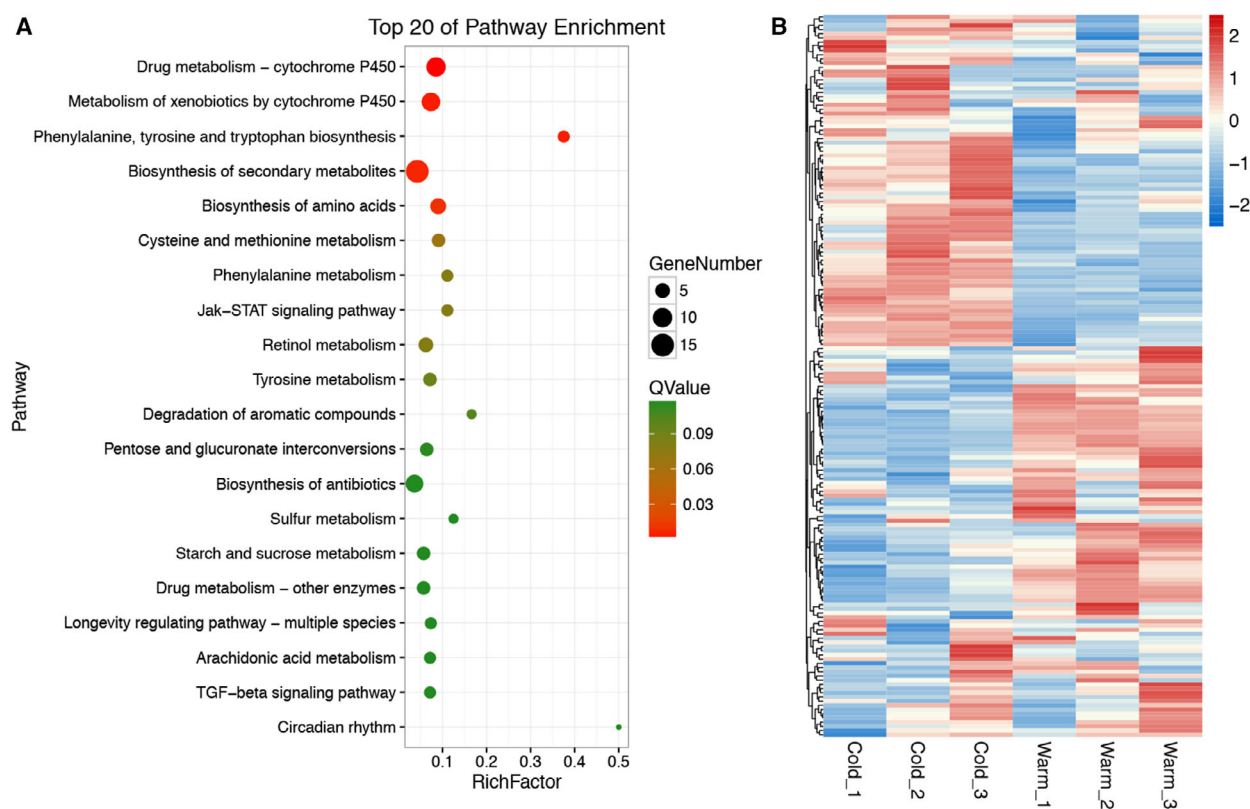 A
Top 20 of Pathway Enrichment
Pathway
Drug metabolism − cytochrome P450
Metabolism of xenobiotics by cytochrome P450
Phenylalanine, tyrosine and tryptophan biosynthesis
Biosynthesis of secondary metabolites
Biosynthesis of amino acids
Cysteine and methionine metabolism
Phenylalanine metabolism
Jak−STAT signaling pathway
Retinol metabolism
Tyrosine metabolism
Degradation of aromatic compounds
Pentose and glucuronate interconversions
Biosynthesis of antibiotics
Sulfur metabolism
Starch and sucrose metabolism
Drug metabolism − other enzymes
Longevity regulating pathway − multiple species
Arachidonic acid metabolism
TGF−beta signaling pathway
Circadian rhythm
0.1 0.2 0.3 0.4 0.5
RichFactor
GeneNumber
5
10
15
QValue
0.09
0.06
0.03
B
2
1
0
−1
−2
Cold_1 Cold_2 Cold_3 Warm_1 Warm_2 Warm_3